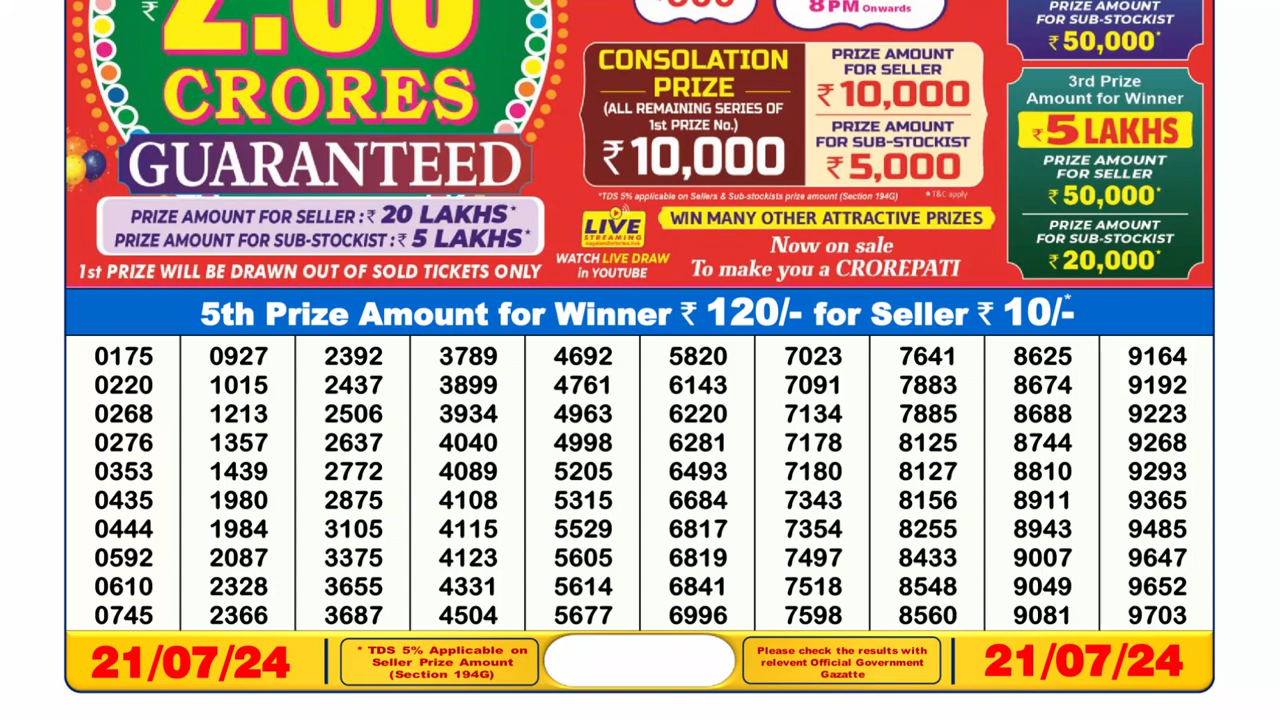 ₹ 2.
8 PM Onwards
CRORES
GUARANTEED
PRIZE AMOUNT FOR SELLER :₹ 20 LAKHS*
PRIZE AMOUNT FOR SUB-STOCKIST :₹ 5 LAKHS*
1st PRIZE WILL BE DRAWN OUT OF SOLD TICKETS ONLY
CONSOLATION
PRIZE
(ALL REMAINING SERIES OF
1st PRIZE No.)
₹10,000
PRIZE AMOUNT
FOR SELLER
₹10,000
PRIZE AMOUNT
FOR SUB-STOCKIST
₹5,000
*TDS 5% applicable on Sellers & Sub-stockists prize amount (Section 194G)
*T&C apply
LIVE
STREAMING
WATCH LIVE DRAW
in YOUTUBE
WIN MANY OTHER ATTRACTIVE PRIZES
Now on sale
To make you a CROREPATI
PRIZE AMOUNT
FOR SUB-STOCKIST
₹50,000*
3rd Prize
Amount for Winner
₹5 LAKHS
PRIZE AMOUNT
FOR SELLER
₹50,000*
PRIZE AMOUNT
FOR SUB-STOCKIST
₹20,000*
5th Prize Amount for Winner ₹ 120/- for Seller ₹ 10/-*
0175 0927 2392 3789 4692 5820 7023 7641 8625 9164
0220 1015 2437 3899 4761 6143 7091 7883 8674 9192
0268 1213 2506 3934 4963 6220 7134 7885 8688 9223
0276 1357 2637 4040 4998 6281 7178 8125 8744 9268
0353 1439 2772 4089 5205 6493 7180 8127 8810 9293
0435 1980 2875 4108 5315 6684 7343 8156 8911 9365
0444 1984 3105 4115 5529 6817 7354 8255 8943 9485
0592 2087 3375 4123 5605 6819 7497 8433 9007 9647
0610 2328 3655 4331 5614 6841 7518 8548 9049 9652
0745 2366 3687 4504 5677 6996 7598 8560 9081 9703
21/07/24
* TDS 5% Applicable on
Seller Prize Amount
(Section 194G)
Please check the results with
relevent Official Government
Gazatte
21/07/24